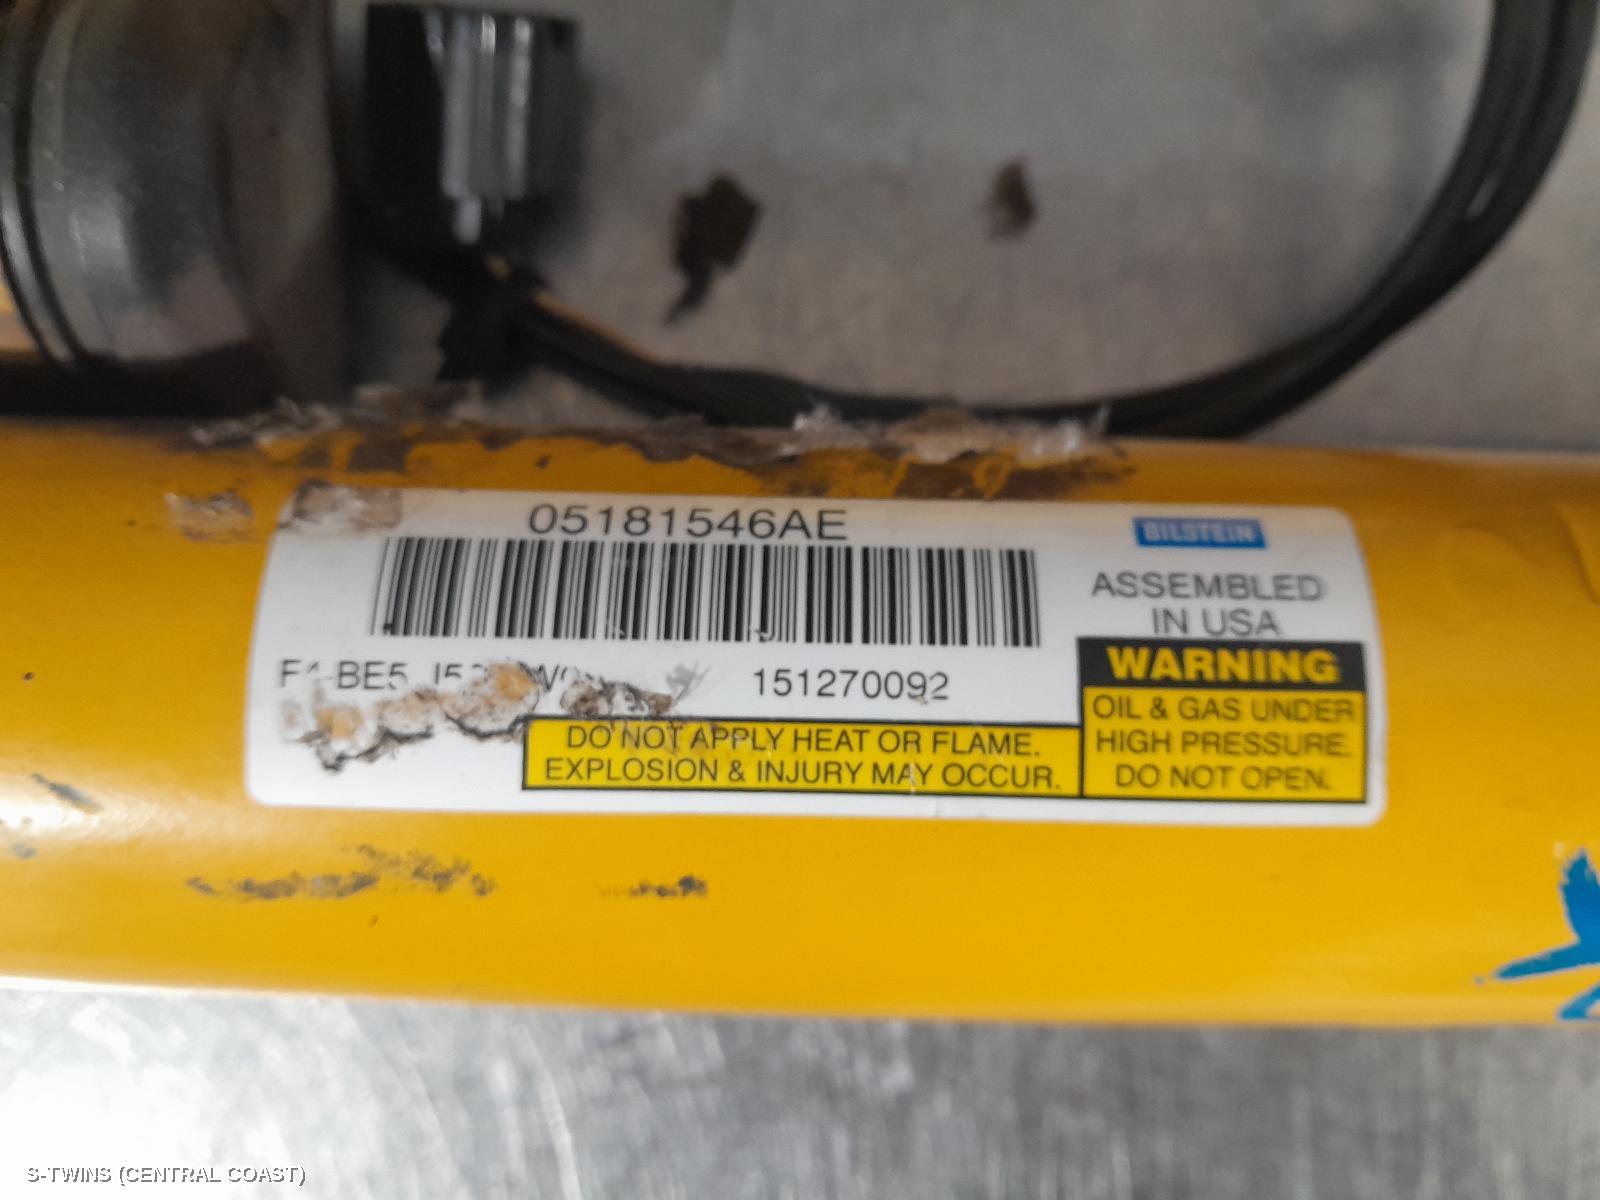 05181546AE
BILSTEIN
ASSEMBLED
IN USA
151270092
WARNING
OIL & GAS UNDER
HIGH PRESSURE.
DO NOT OPEN.
DO NOT APPLY HEAT OR FLAME.
EXPLOSION & INJURY MAY OCCUR.
S-TWINS (CENTRAL COAST)